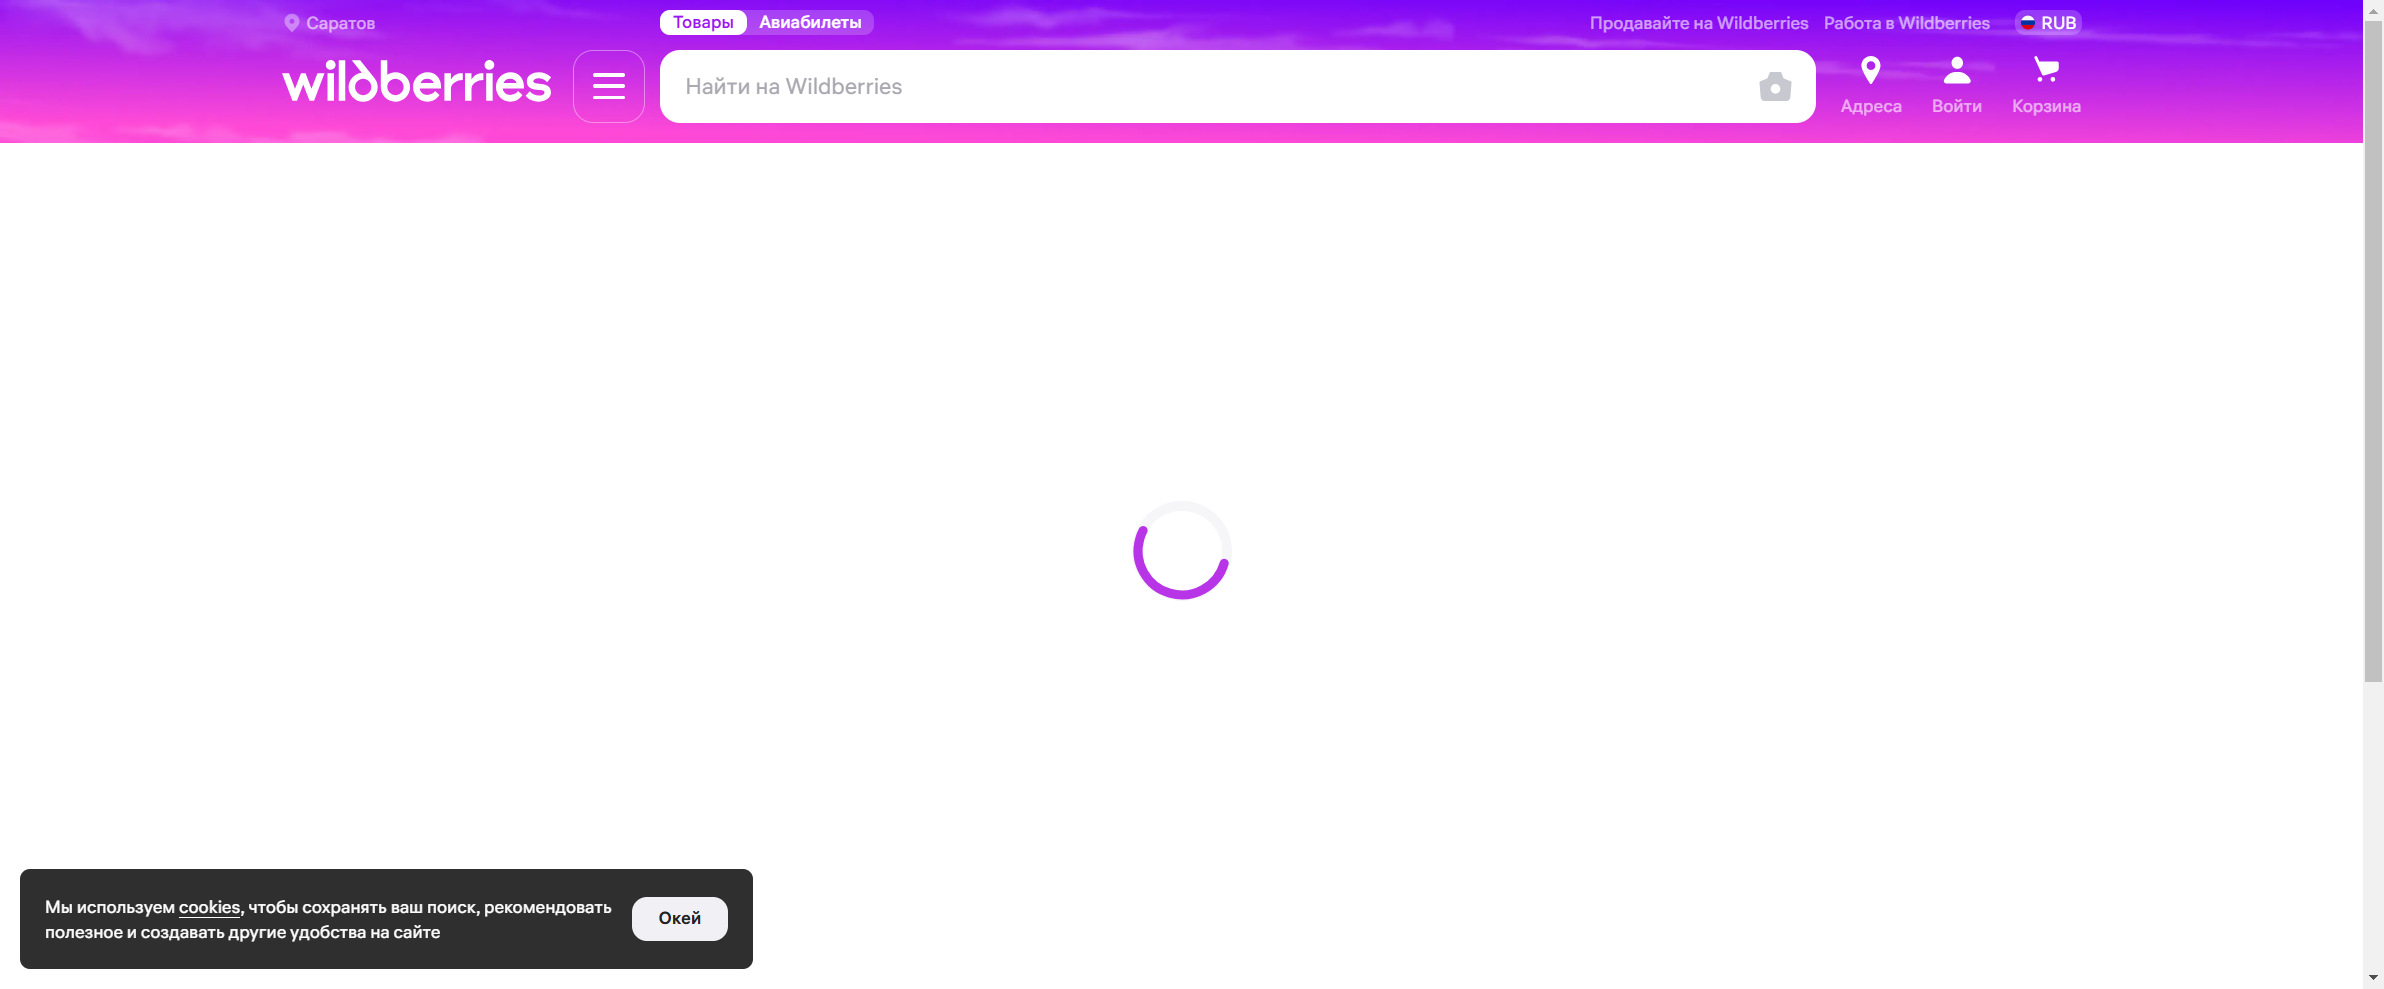 Саратов
Товары
Авиабилеты
Продавайте на Wildberries
Работа в Wildberries
RUB
wildberries
Найти на Wildberries
Адреса
Войти
Корзина
Мы используем cookies, чтобы сохранять ваш поиск, рекомендовать
полезное и создавать другие удобства на сайте
Окей